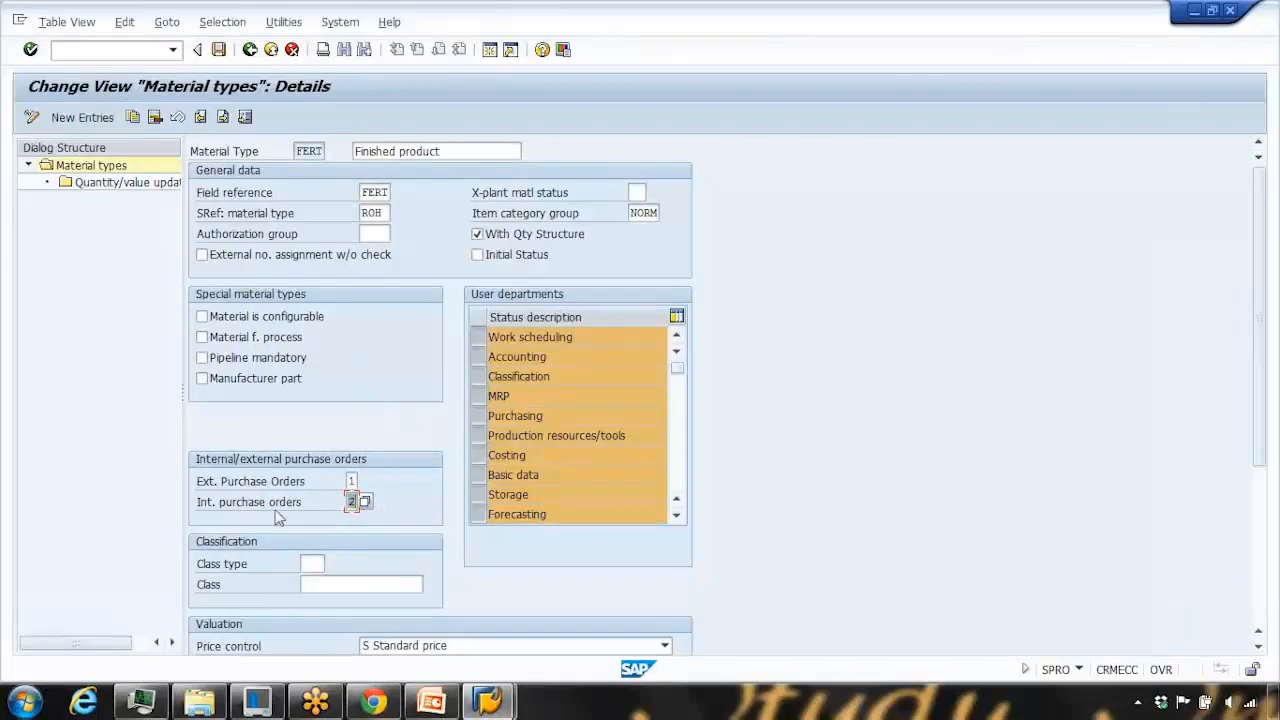 Table View Edit Goto Selection Utilities System Help
Change View "Material types": Details
New Entries
Dialog Structure
Material types
Quantity/value updat
Material Type FERT Finished product
General data
Field reference FERT X-plant matl status
SRef: material type ROH Item category group NORM
Authorization group With Qty Structure
External no. assignment w/o check Initial Status
Special material types
Material is configurable
Material f. process
Pipeline mandatory
Manufacturer part
User departments
Status description
Work scheduling
Accounting
Classification
MRP
Purchasing
Production resources/tools
Costing
Basic data
Storage
Forecasting
Internal/external purchase orders
Ext. Purchase Orders 1
Int. purchase orders 2
Classification
Class type
Class
Valuation
Price control S Standard price
SAP
SPRO CRMECC OVR
study